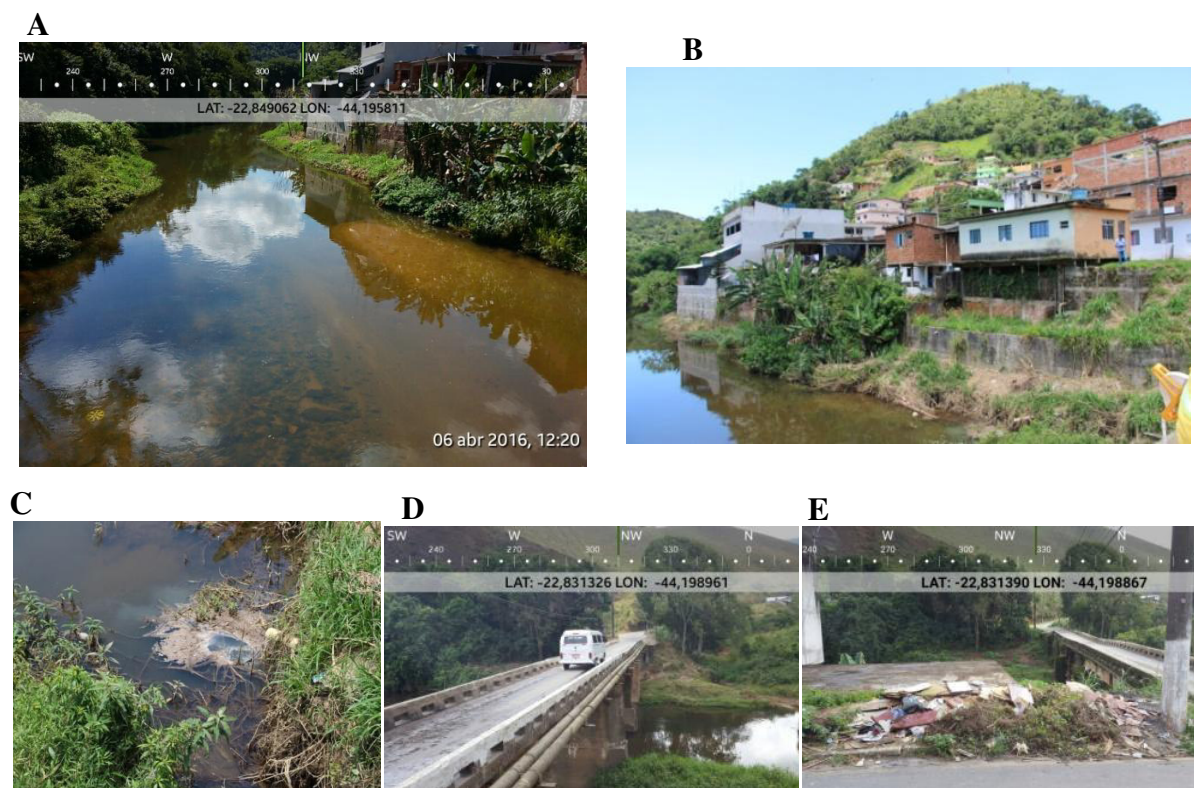 A
SW W NW N
240 270 300 330 0 30
LAT: -22,849062 LON: -44,195811
06 abr 2016, 12:20
B
C
D
SW W NW N
240 270 300 330 0
LAT: -22,831326 LON: -44,198961
E
W NW N
240 270 300 330 0
LAT: -22,831390 LON: -44,198867